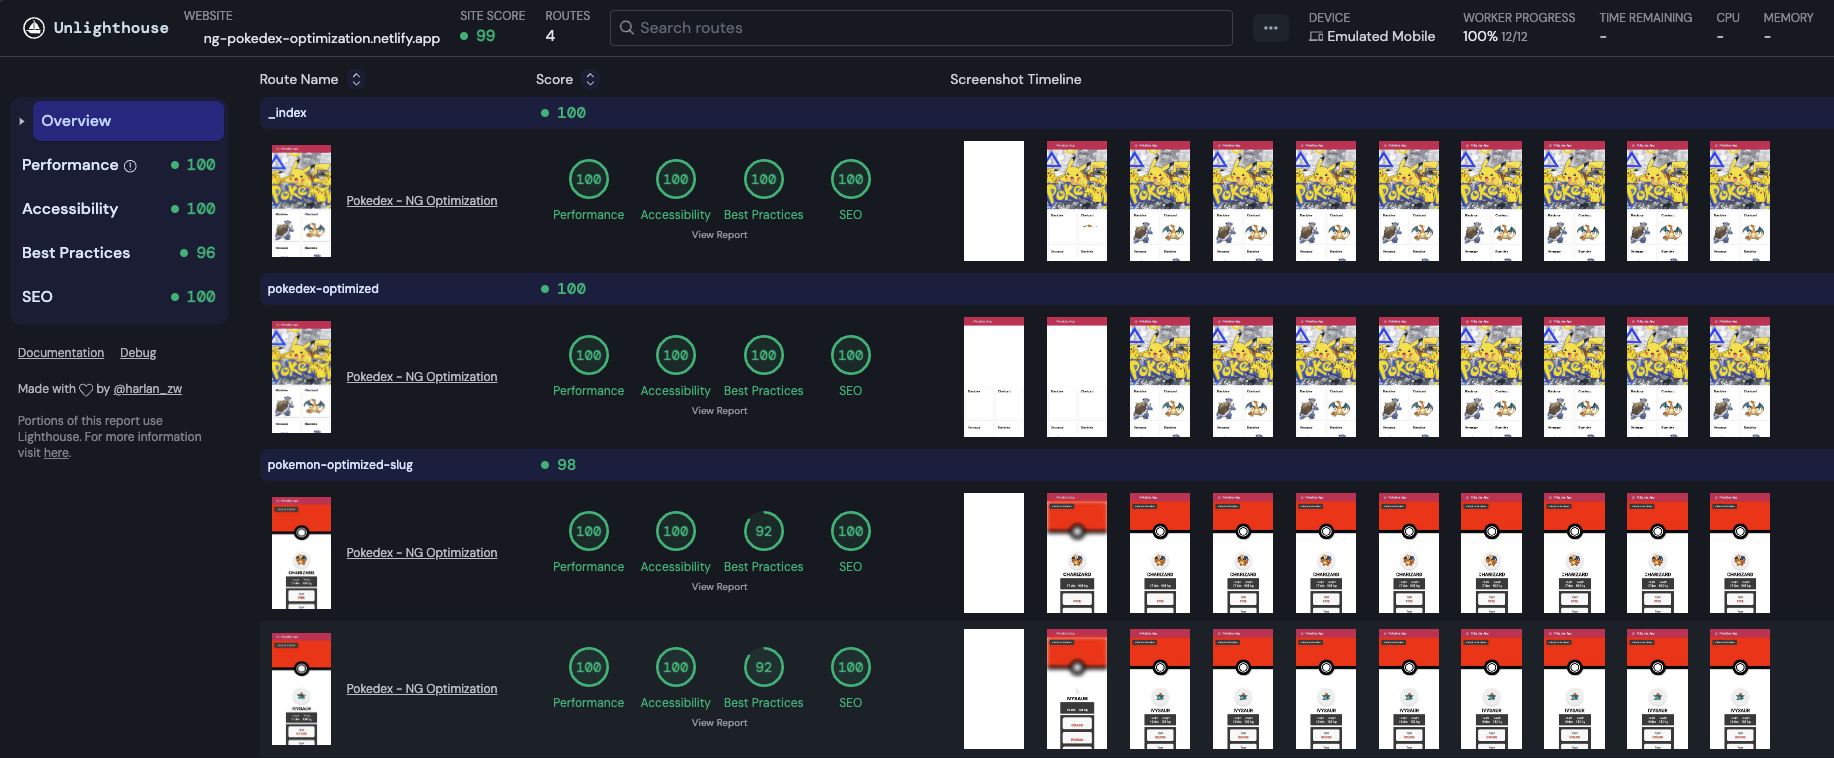 Unlighthouse
WEBSITE
ng-pokedex-optimization.netlify.app
SITE SCORE
99
ROUTES
4
Search routes
DEVICE
Emulated Mobile
WORKER PROGRESS
100% 12/12
TIME REMAINING
-
CPU
-
MEMORY
-
Overview
Performance 100
Accessibility 100
Best Practices 96
SEO 100
Documentation Debug
Made with ♡ by @harlan_zw
Portions of this report use
Lighthouse. For more information
visit here.
Route Name Score Screenshot Timeline
_index 100
Pokedex - NG Optimization
100 100 100 100
Performance Accessibility Best Practices SEO
View Report
pokedex-optimized 100
Pokedex - NG Optimization
100 100 100 100
Performance Accessibility Best Practices SEO
View Report
pokemon-optimized-slug 98
Pokedex - NG Optimization
100 100 92 100
Performance Accessibility Best Practices SEO
View Report
CHARIZARD
Pokedex - NG Optimization
100 100 92 100
Performance Accessibility Best Practices SEO
View Report
IVYSAUR